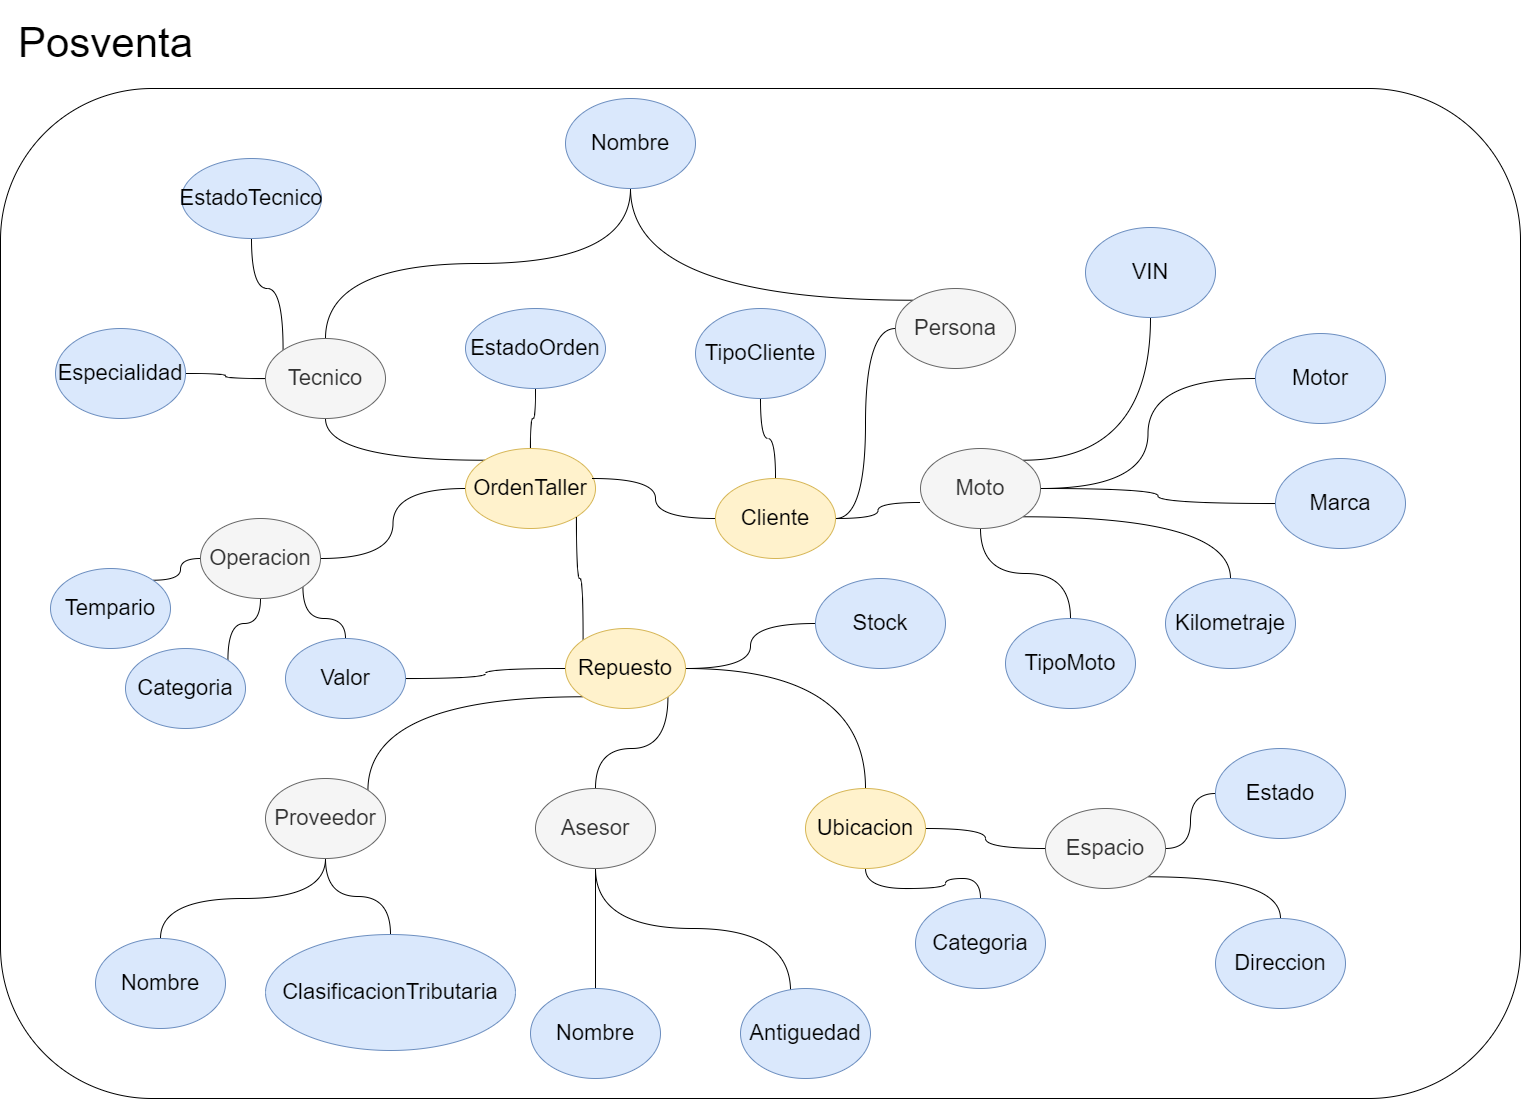 Posventa
Nombre
EstadoTecnico
VIN
Persona
EstadoOrden
TipoCliente
Especialidad
Tecnico
Motor
OrdenTaller
Cliente
Moto
Marca
Operacion
Tempario
Stock
Kilometraje
Categoria
Valor
Repuesto
TipoMoto
Estado
Proveedor
Asesor
Ubicacion
Espacio
Categoria
Direccion
Nombre
ClasificacionTributaria
Nombre
Antiguedad